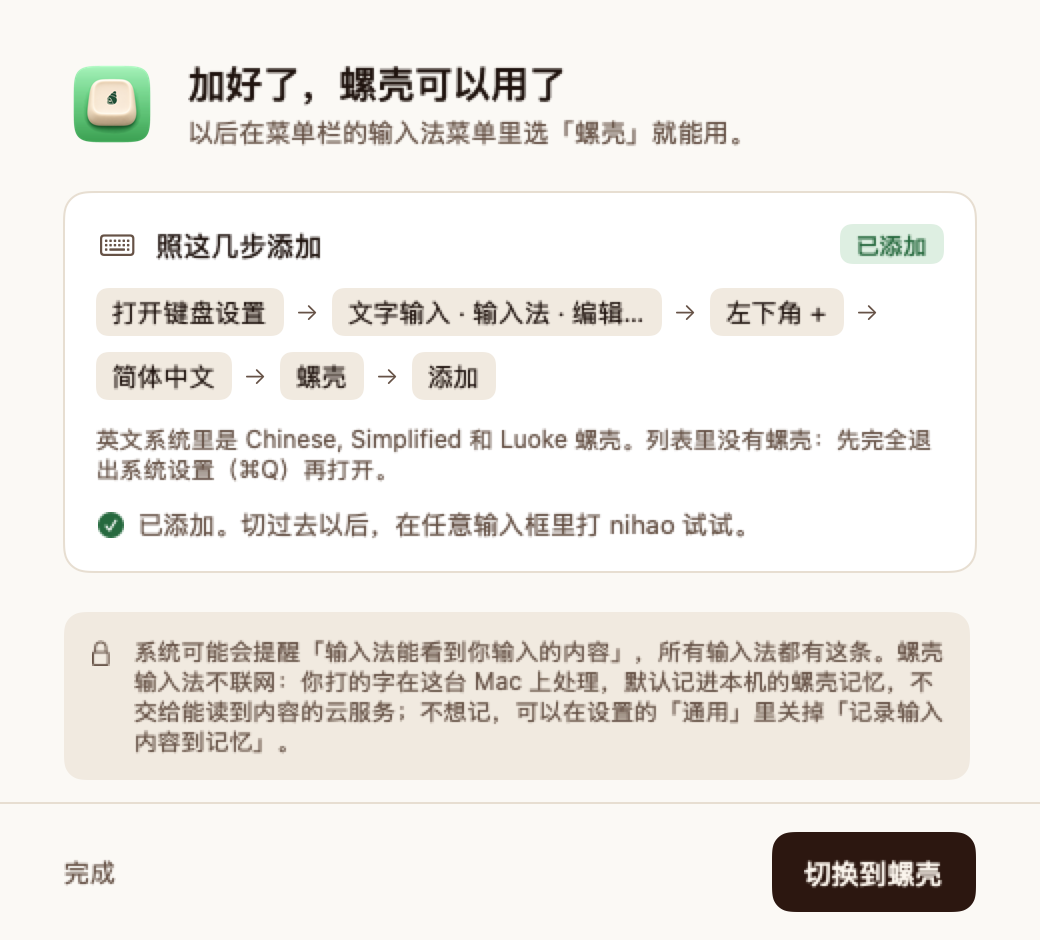 加好了，螺壳可以用了
以后在菜单栏的输入法菜单里选「螺壳」就能用。
照这几步添加
已添加
打开键盘设置 → 文字输入 · 输入法 · 编辑… → 左下角 + →
简体中文 → 螺壳 → 添加
英文系统里是 Chinese, Simplified 和 Luoke 螺壳。列表里没有螺壳：先完全退
出系统设置（⌘Q）再打开。
已添加。切过去以后，在任意输入框里打 nihao 试试。
系统可能会提醒「输入法能看到你输入的内容」，所有输入法都有这条。螺壳
输入法不联网：你打的字在这台 Mac 上处理，默认记进本机的螺壳记忆，不
交给能读到内容的云服务；不想记，可以在设置的「通用」里关掉「记录输入
内容到记忆」。
完成
切换到螺壳